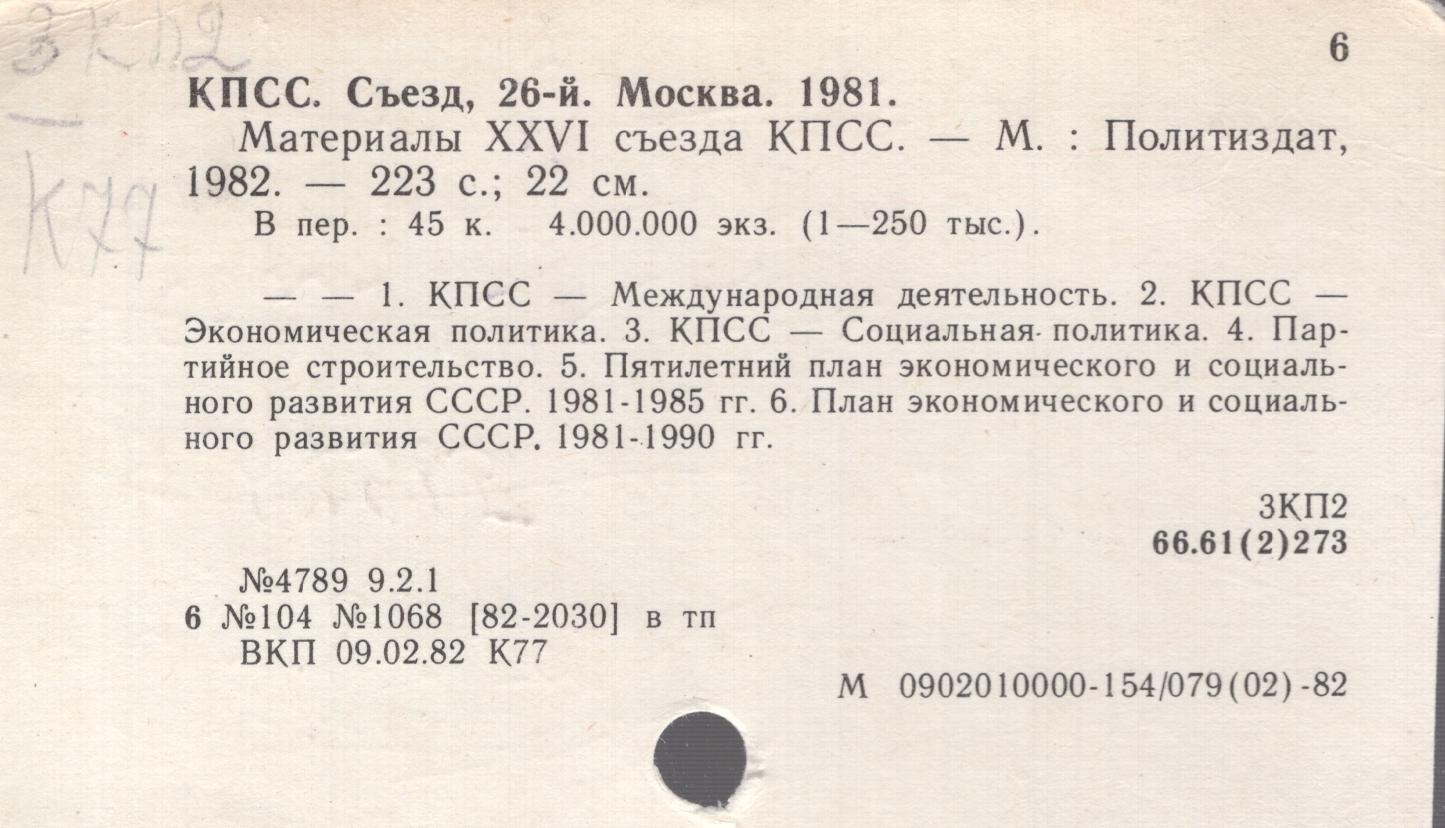 3КП2
6
КПСС. Съезд, 26-й. Москва. 1981.
Материалы XXVI съезда КПСС. — М. : Политиздат,
1982. — 223 с.; 22 см.
К77
В пер. : 45 к. 4.000.000 экз. (1—250 тыс.).
— — 1. КПСС — Международная деятельность. 2. КПСС —
Экономическая политика. 3. КПСС — Социальная политика. 4. Пар-
тийное строительство. 5. Пятилетний план экономического и социаль-
ного развития СССР. 1981-1985 гг. 6. План экономического и социаль-
ного развития СССР. 1981-1990 гг.
3КП2
66.61(2)273
№4789 9.2.1
6 №104 №1068 [82-2030] в тп
ВКП 09.02.82 К77
М 0902010000-154/079(02)-82